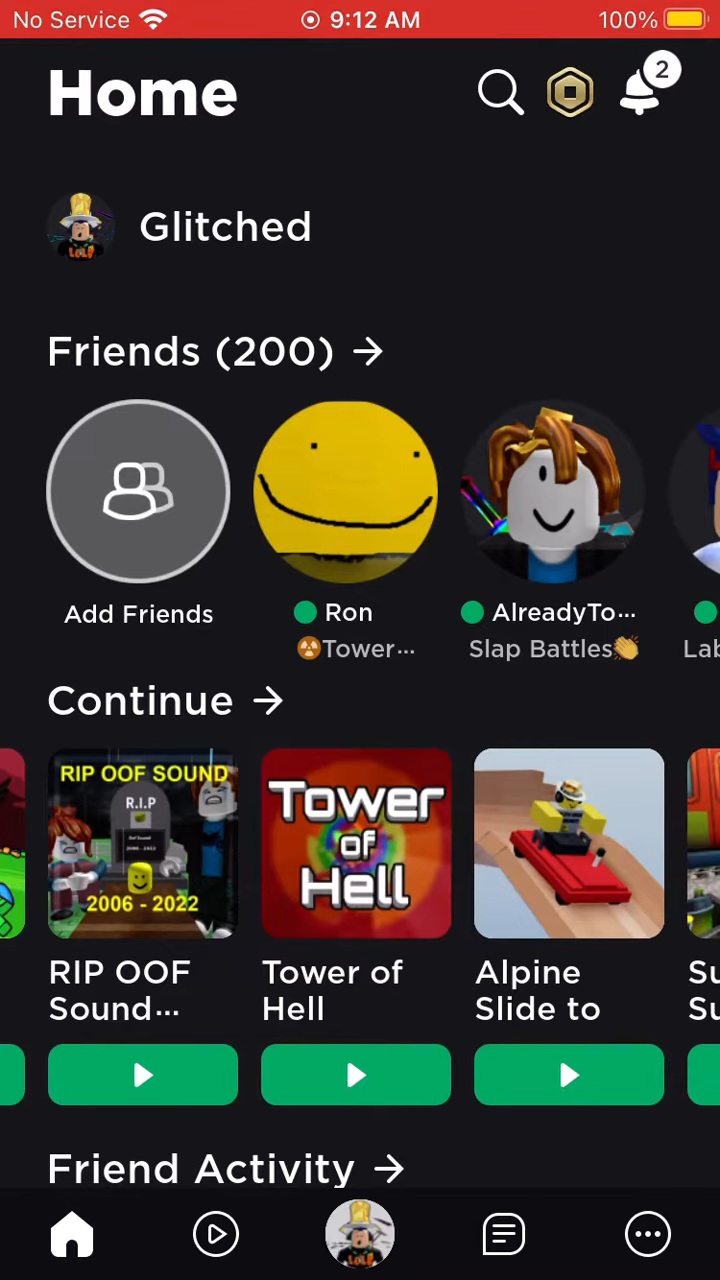 No Service 9:12 AM 100%
Home
2
Glitched
Friends (200) →
Add Friends
Ron
AlreadyTo...
☢Tower...
Slap Battles👏
Lab
Continue →
RIP OOF SOUND
R.I.P
2006 - 2022
Tower
of
Hell
RIP OOF
Sound...
Tower of
Hell
Alpine
Slide to
Su
Su
Friend Activity →